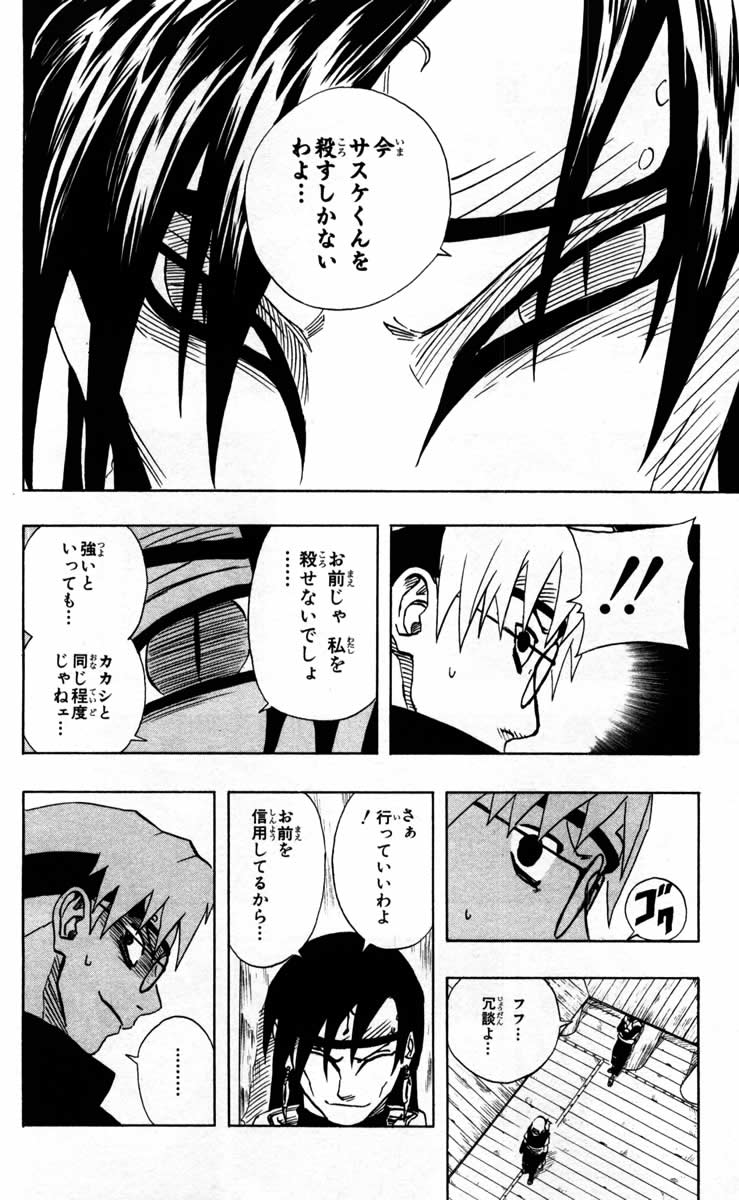 今
サスケくんを
殺すしかない
わよ…
!!
お前じゃ 私を
殺せないでしょ
……
強いと
いっても…
カカシと
同じ程度
じゃねェ…
ゴク
フフ…
冗談よ…
さぁ
行っていいわよ
！
お前を
信用してるから…
……